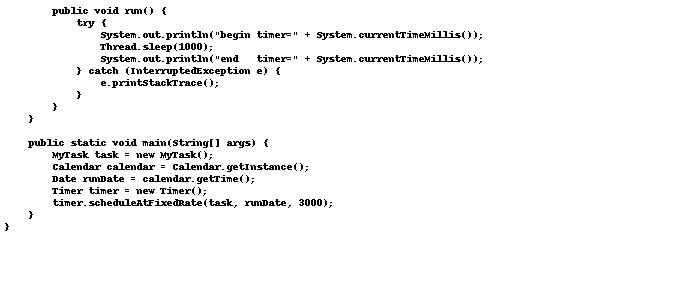 public void run() {
try {
System.out.println("begin timer=" + System.currentTimeMillis());
Thread.sleep(1000);
System.out.println("end   timer=" + System.currentTimeMillis());
} catch (InterruptedException e) {
e.printStackTrace();
}
}
}
public static void main(String[] args) {
MyTask task = new MyTask();
Calendar calendar = Calendar.getInstance();
Date runDate = calendar.getTime();
Timer timer = new Timer();
timer.scheduleAtFixedRate(task, runDate, 3000);
}
}